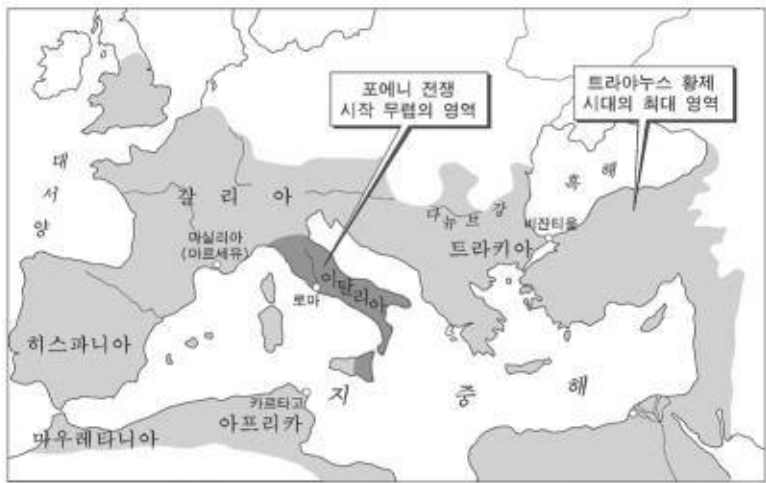 포에니 전쟁
시작 무렵의 영역
트라야누스 황제
시대의 최대 영역
대서양
갈리아
다뉴브강
흑해
비잔티움
트라키아
마실리아
(마르세유)
이탈리아
로마
히스파니아
카르타고
지중해
아프리카
마우레타니아